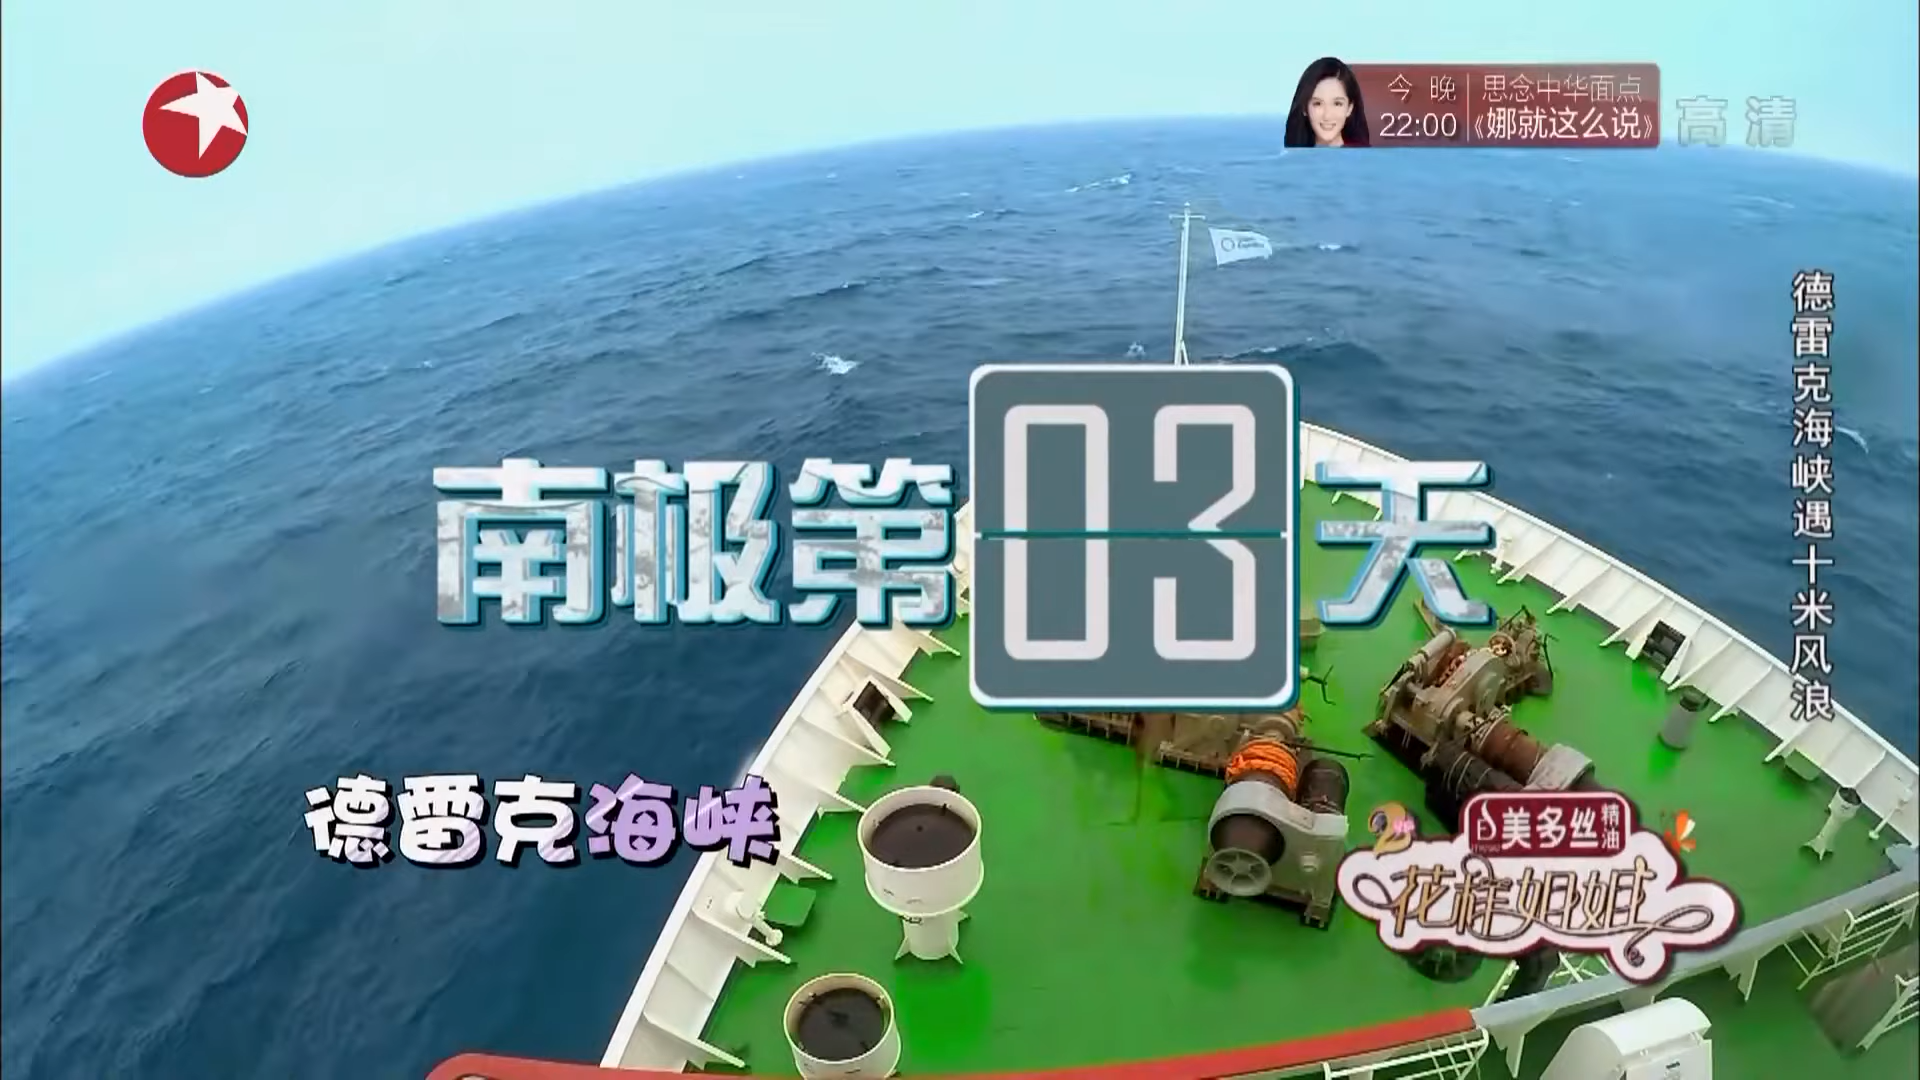 今晚
22:00
思念中华面点
《娜就这么说》
高清
德雷克海峡遇十米风浪
南极第03天
德雷克海峡
美多丝
精油
花样姐姐